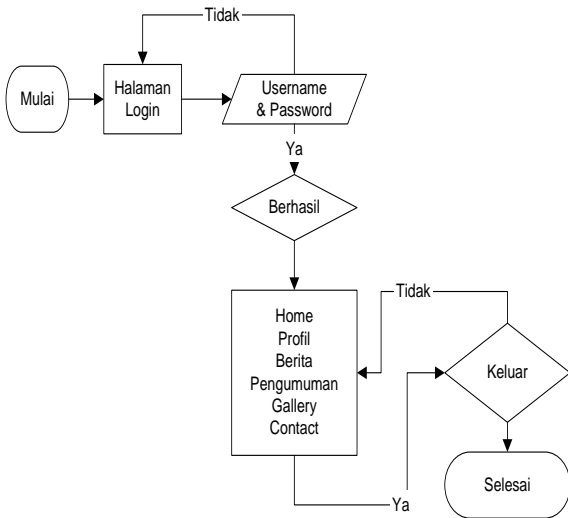 Tidak
Mulai
Halaman
Login
Username
& Password
Ya
Berhasil
Home
Profil
Berita
Pengumuman
Gallery
Contact
Tidak
Keluar
Ya
Selesai